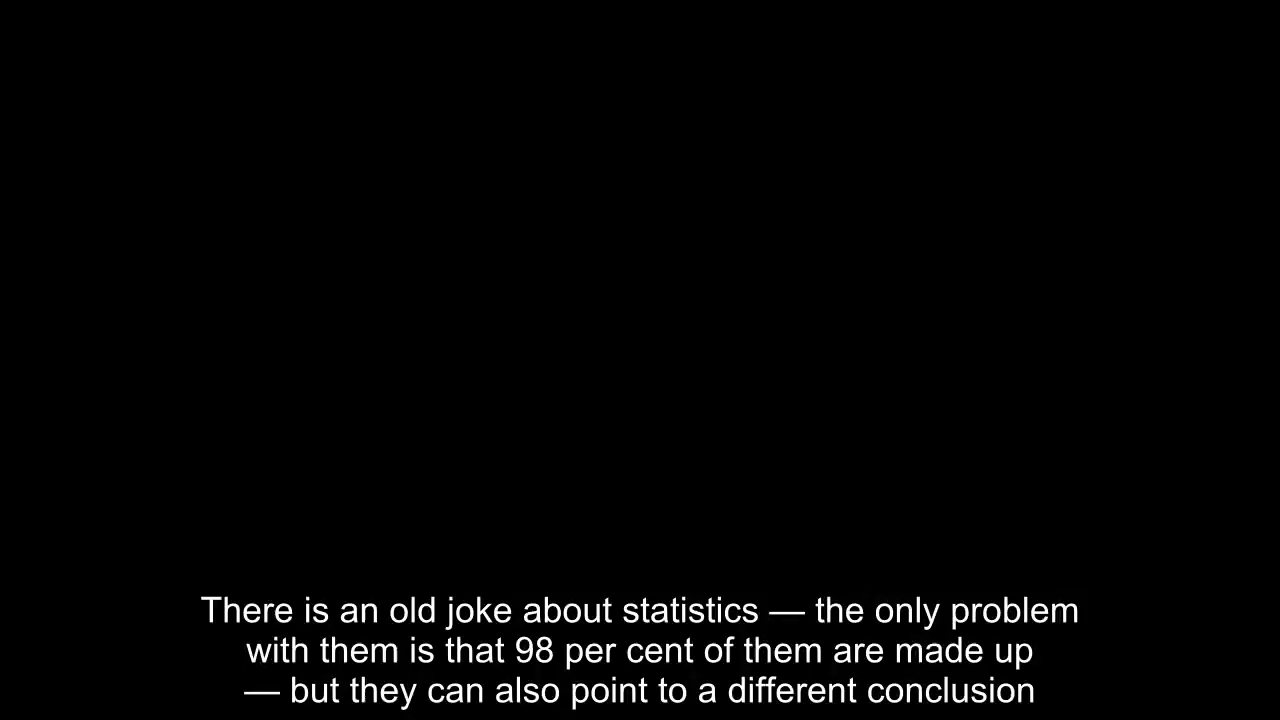 There is an old joke about statistics — the only problem
with them is that 98 per cent of them are made up
— but they can also point to a different conclusion